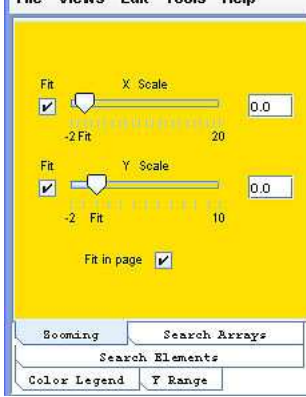 File Views Edit Tools Help
Fit X Scale
0.0
-2 Fit 20
Fit Y Scale
0.0
-2 Fit 10
Fit in page
Booming Search Arrays
Search Elements
Color Legend Y Range